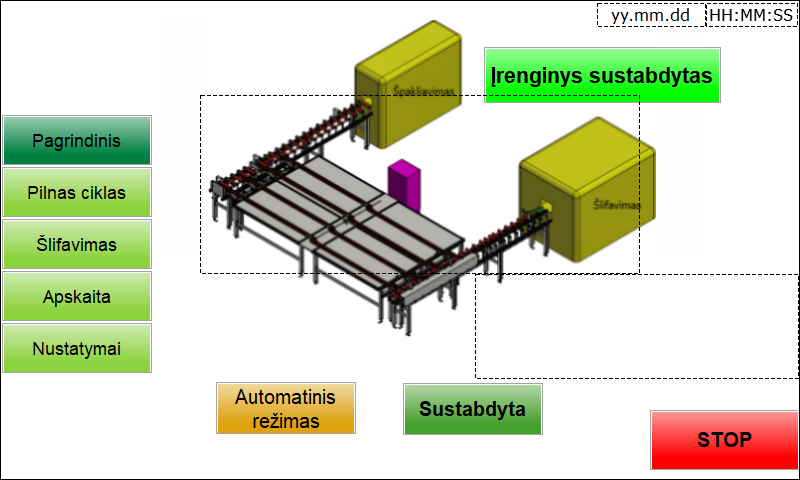 yy.mm.dd HH:MM:SS
Įrenginys sustabdytas
Špakliavimas
Pagrindinis
Pilnas ciklas
Šlifavimas
Šlifavimas
Apskaita
Nustatymai
Automatinis
režimas
Sustabdyta
STOP